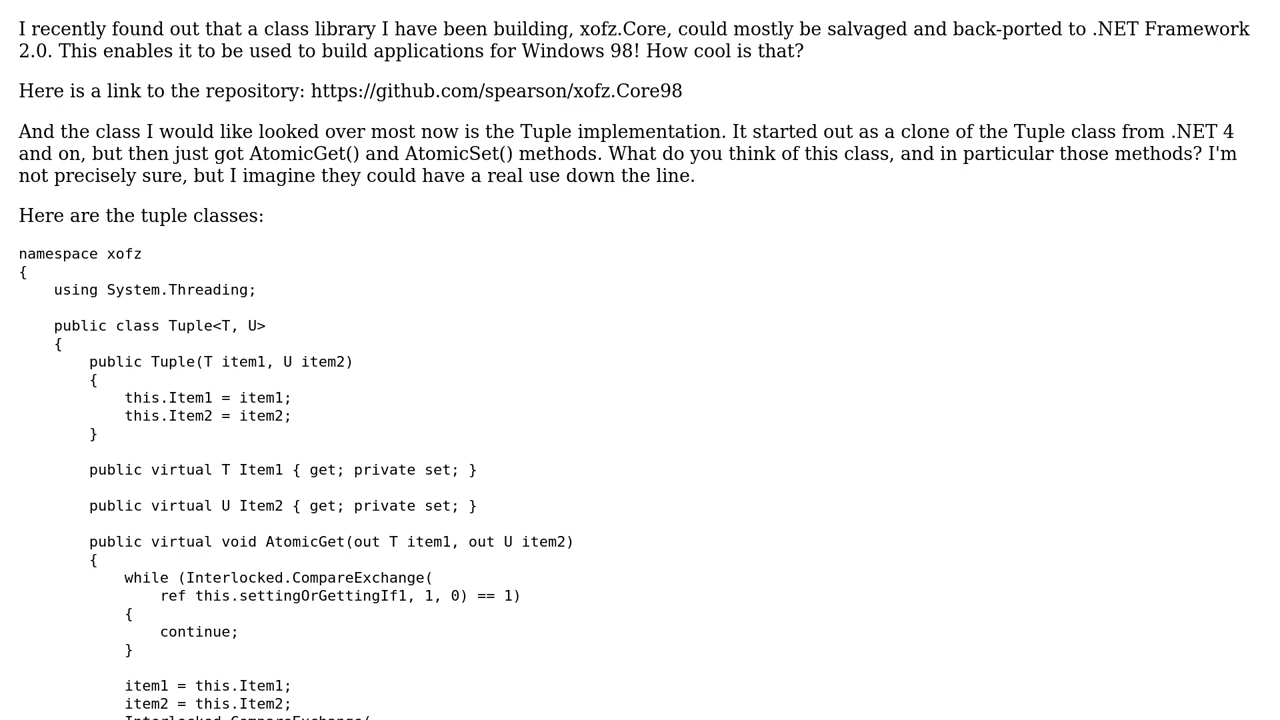 I recently found out that a class library I have been building, xofz.Core, could mostly be salvaged and back-ported to .NET Framework
2.0. This enables it to be used to build applications for Windows 98! How cool is that?
Here is a link to the repository: https://github.com/spearson/xofz.Core98
And the class I would like looked over most now is the Tuple implementation. It started out as a clone of the Tuple class from .NET 4
and on, but then just got AtomicGet() and AtomicSet() methods. What do you think of this class, and in particular those methods? I'm
not precisely sure, but I imagine they could have a real use down the line.
Here are the tuple classes:
namespace xofz
{
    using System.Threading;
    public class Tuple<T, U>
    {
        public Tuple(T item1, U item2)
        {
            this.Item1 = item1;
            this.Item2 = item2;
        }
        public virtual T Item1 { get; private set; }
        public virtual U Item2 { get; private set; }
        public virtual void AtomicGet(out T item1, out U item2)
        {
            while (Interlocked.CompareExchange(
                ref this.settingOrGettingIf1, 1, 0) == 1)
            {
                continue;
            }
            item1 = this.Item1;
            item2 = this.Item2;
            Interlocked.CompareExchange(